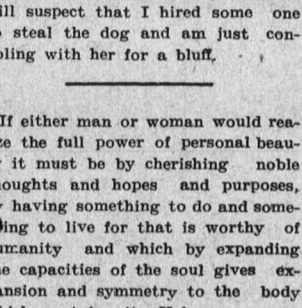 ill suspect that I hired some one
steal the dog and am just con-
oling with her for a bluff.
If either man or woman would rea-
ze the full power of personal beau-
it must be by cherishing noble
houghts and hopes and purposes,
having something to do and some-
ing to live for that is worthy of
umanity and which by expanding
he capacities of the soul gives ex-
ansion and symmetry to the body